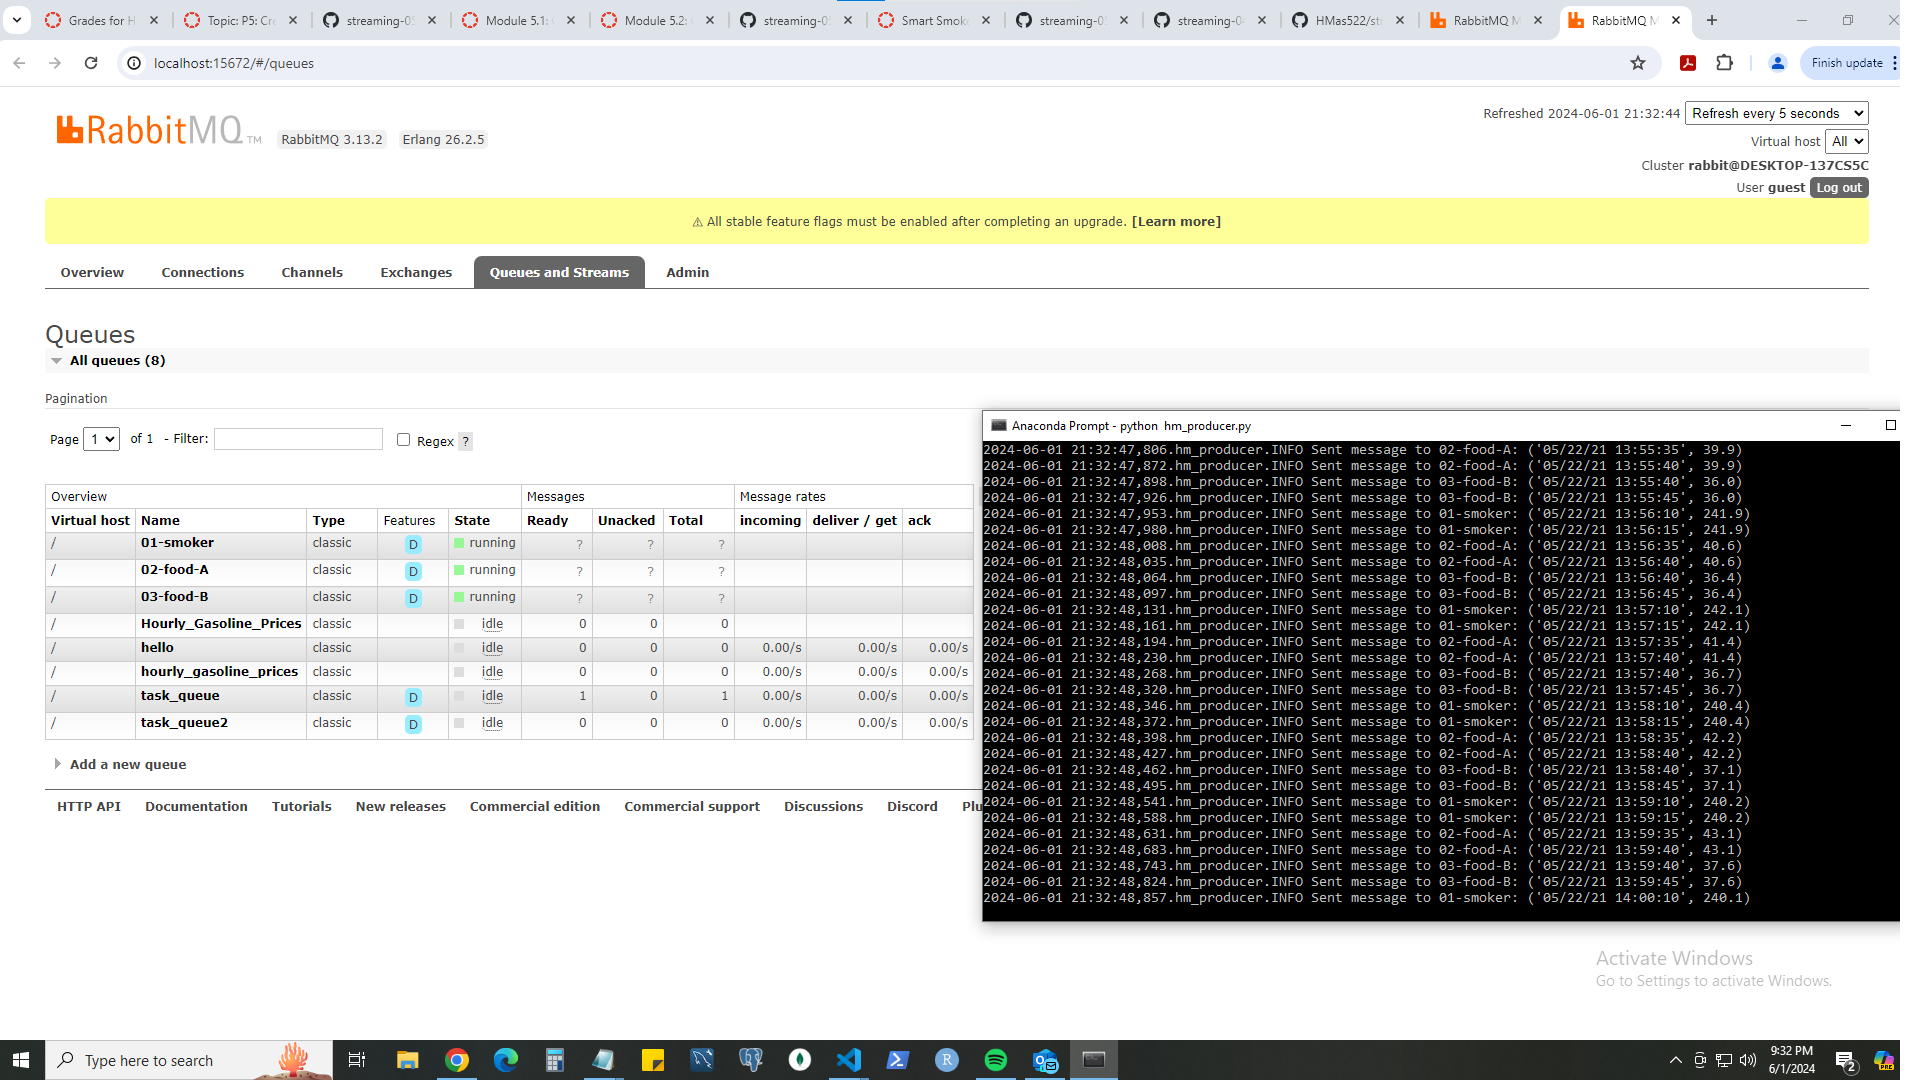 Grades for H
Topic: P5: Cre
streaming-05
Module 5.1: 
Module 5.2: 
streaming-05
Smart Smok
streaming-05
streaming-0
HMas522/st
RabbitMQ M
RabbitMQ M
localhost:15672/#/queues
Finish update
RabbitMQ TM
RabbitMQ 3.13.2
Erlang 26.2.5
Refreshed 2024-06-01 21:32:44 Refresh every 5 seconds
Virtual host All
Cluster rabbit@DESKTOP-137CS5C
User guest Log out
⚠ All stable feature flags must be enabled after completing an upgrade. [Learn more]
Overview Connections Channels Exchanges Queues and Streams Admin
Queues
All queues (8)
Pagination
Page 1 of 1 - Filter: Regex ?
Overview Messages Message rates
Virtual host Name Type Features State Ready Unacked Total incoming deliver / get ack
/ 01-smoker classic D running ? ? ?
/ 02-food-A classic D running ? ? ?
/ 03-food-B classic D running ? ? ?
/ Hourly_Gasoline_Prices classic idle 0 0 0
/ hello classic idle 0 0 0 0.00/s 0.00/s 0.00/s
/ hourly_gasoline_prices classic idle 0 0 0 0.00/s 0.00/s 0.00/s
/ task_queue classic D idle 1 0 1 0.00/s 0.00/s 0.00/s
/ task_queue2 classic D idle 0 0 0 0.00/s 0.00/s 0.00/s
Add a new queue
HTTP API Documentation Tutorials New releases Commercial edition Commercial support Discussions Discord Plu
Anaconda Prompt - python hm_producer.py
2024-06-01 21:32:47,806.hm_producer.INFO Sent message to 02-food-A: ('05/22/21 13:55:35', 39.9)
2024-06-01 21:32:47,872.hm_producer.INFO Sent message to 02-food-A: ('05/22/21 13:55:40', 39.9)
2024-06-01 21:32:47,898.hm_producer.INFO Sent message to 03-food-B: ('05/22/21 13:55:40', 36.0)
2024-06-01 21:32:47,926.hm_producer.INFO Sent message to 03-food-B: ('05/22/21 13:55:45', 36.0)
2024-06-01 21:32:47,953.hm_producer.INFO Sent message to 01-smoker: ('05/22/21 13:56:10', 241.9)
2024-06-01 21:32:47,980.hm_producer.INFO Sent message to 01-smoker: ('05/22/21 13:56:15', 241.9)
2024-06-01 21:32:48,008.hm_producer.INFO Sent message to 02-food-A: ('05/22/21 13:56:35', 40.6)
2024-06-01 21:32:48,035.hm_producer.INFO Sent message to 02-food-A: ('05/22/21 13:56:40', 40.6)
2024-06-01 21:32:48,064.hm_producer.INFO Sent message to 03-food-B: ('05/22/21 13:56:40', 36.4)
2024-06-01 21:32:48,097.hm_producer.INFO Sent message to 03-food-B: ('05/22/21 13:56:45', 36.4)
2024-06-01 21:32:48,131.hm_producer.INFO Sent message to 01-smoker: ('05/22/21 13:57:10', 242.1)
2024-06-01 21:32:48,161.hm_producer.INFO Sent message to 01-smoker: ('05/22/21 13:57:15', 242.1)
2024-06-01 21:32:48,194.hm_producer.INFO Sent message to 02-food-A: ('05/22/21 13:57:35', 41.4)
2024-06-01 21:32:48,230.hm_producer.INFO Sent message to 02-food-A: ('05/22/21 13:57:40', 41.4)
2024-06-01 21:32:48,268.hm_producer.INFO Sent message to 03-food-B: ('05/22/21 13:57:40', 36.7)
2024-06-01 21:32:48,320.hm_producer.INFO Sent message to 03-food-B: ('05/22/21 13:57:45', 36.7)
2024-06-01 21:32:48,346.hm_producer.INFO Sent message to 01-smoker: ('05/22/21 13:58:10', 240.4)
2024-06-01 21:32:48,372.hm_producer.INFO Sent message to 01-smoker: ('05/22/21 13:58:15', 240.4)
2024-06-01 21:32:48,398.hm_producer.INFO Sent message to 02-food-A: ('05/22/21 13:58:35', 42.2)
2024-06-01 21:32:48,427.hm_producer.INFO Sent message to 02-food-A: ('05/22/21 13:58:40', 42.2)
2024-06-01 21:32:48,462.hm_producer.INFO Sent message to 03-food-B: ('05/22/21 13:58:40', 37.1)
2024-06-01 21:32:48,495.hm_producer.INFO Sent message to 03-food-B: ('05/22/21 13:58:45', 37.1)
2024-06-01 21:32:48,541.hm_producer.INFO Sent message to 01-smoker: ('05/22/21 13:59:10', 240.2)
2024-06-01 21:32:48,588.hm_producer.INFO Sent message to 01-smoker: ('05/22/21 13:59:15', 240.2)
2024-06-01 21:32:48,631.hm_producer.INFO Sent message to 02-food-A: ('05/22/21 13:59:35', 43.1)
2024-06-01 21:32:48,683.hm_producer.INFO Sent message to 02-food-A: ('05/22/21 13:59:40', 43.1)
2024-06-01 21:32:48,743.hm_producer.INFO Sent message to 03-food-B: ('05/22/21 13:59:40', 37.6)
2024-06-01 21:32:48,824.hm_producer.INFO Sent message to 03-food-B: ('05/22/21 13:59:45', 37.6)
2024-06-01 21:32:48,857.hm_producer.INFO Sent message to 01-smoker: ('05/22/21 14:00:10', 240.1)
Activate Windows
Go to Settings to activate Windows.
Type here to search
9:32 PM
6/1/2024
2